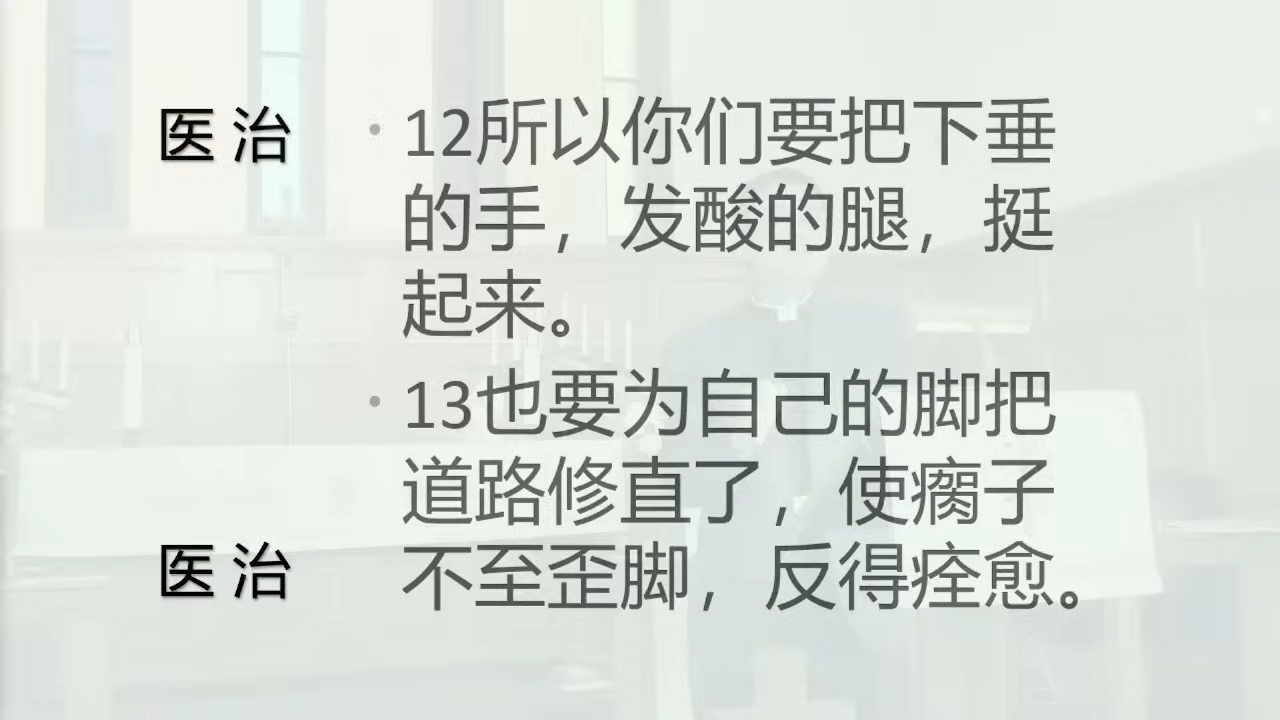 医 治
12所以你们要把下垂
的手，发酸的腿，挺
起来。
13也要为自己的脚把
道路修直了，使瘸子
不至歪脚，反得痊愈。
医 治